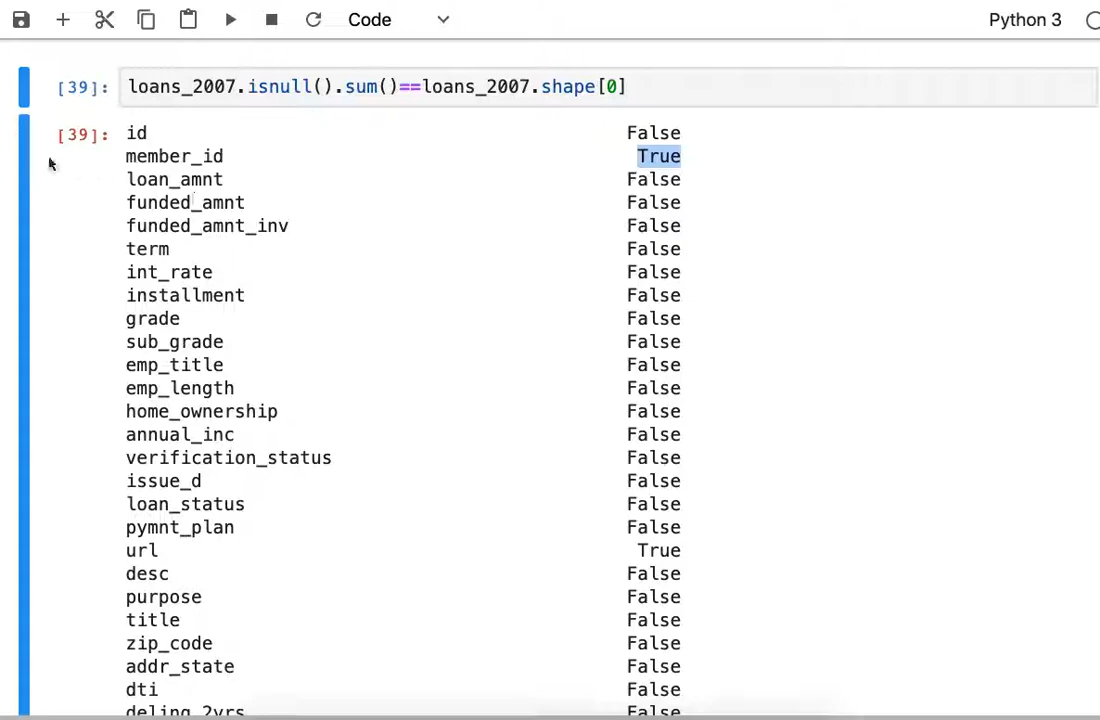 Code
Python 3
[39]: loans_2007.isnull().sum()==loans_2007.shape[0]
[39]: id False
member_id True
loan_amnt False
funded_amnt False
funded_amnt_inv False
term False
int_rate False
installment False
grade False
sub_grade False
emp_title False
emp_length False
home_ownership False
annual_inc False
verification_status False
issue_d False
loan_status False
pymnt_plan False
url True
desc False
purpose False
title False
zip_code False
addr_state False
dti False
delinq_2yrs False